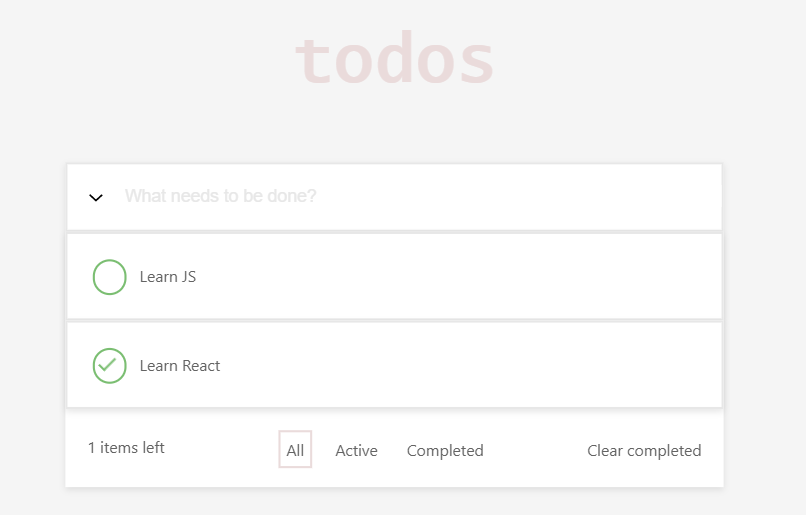 todos
What needs to be done?
Learn JS
Learn React
1 items left All Active Completed Clear completed